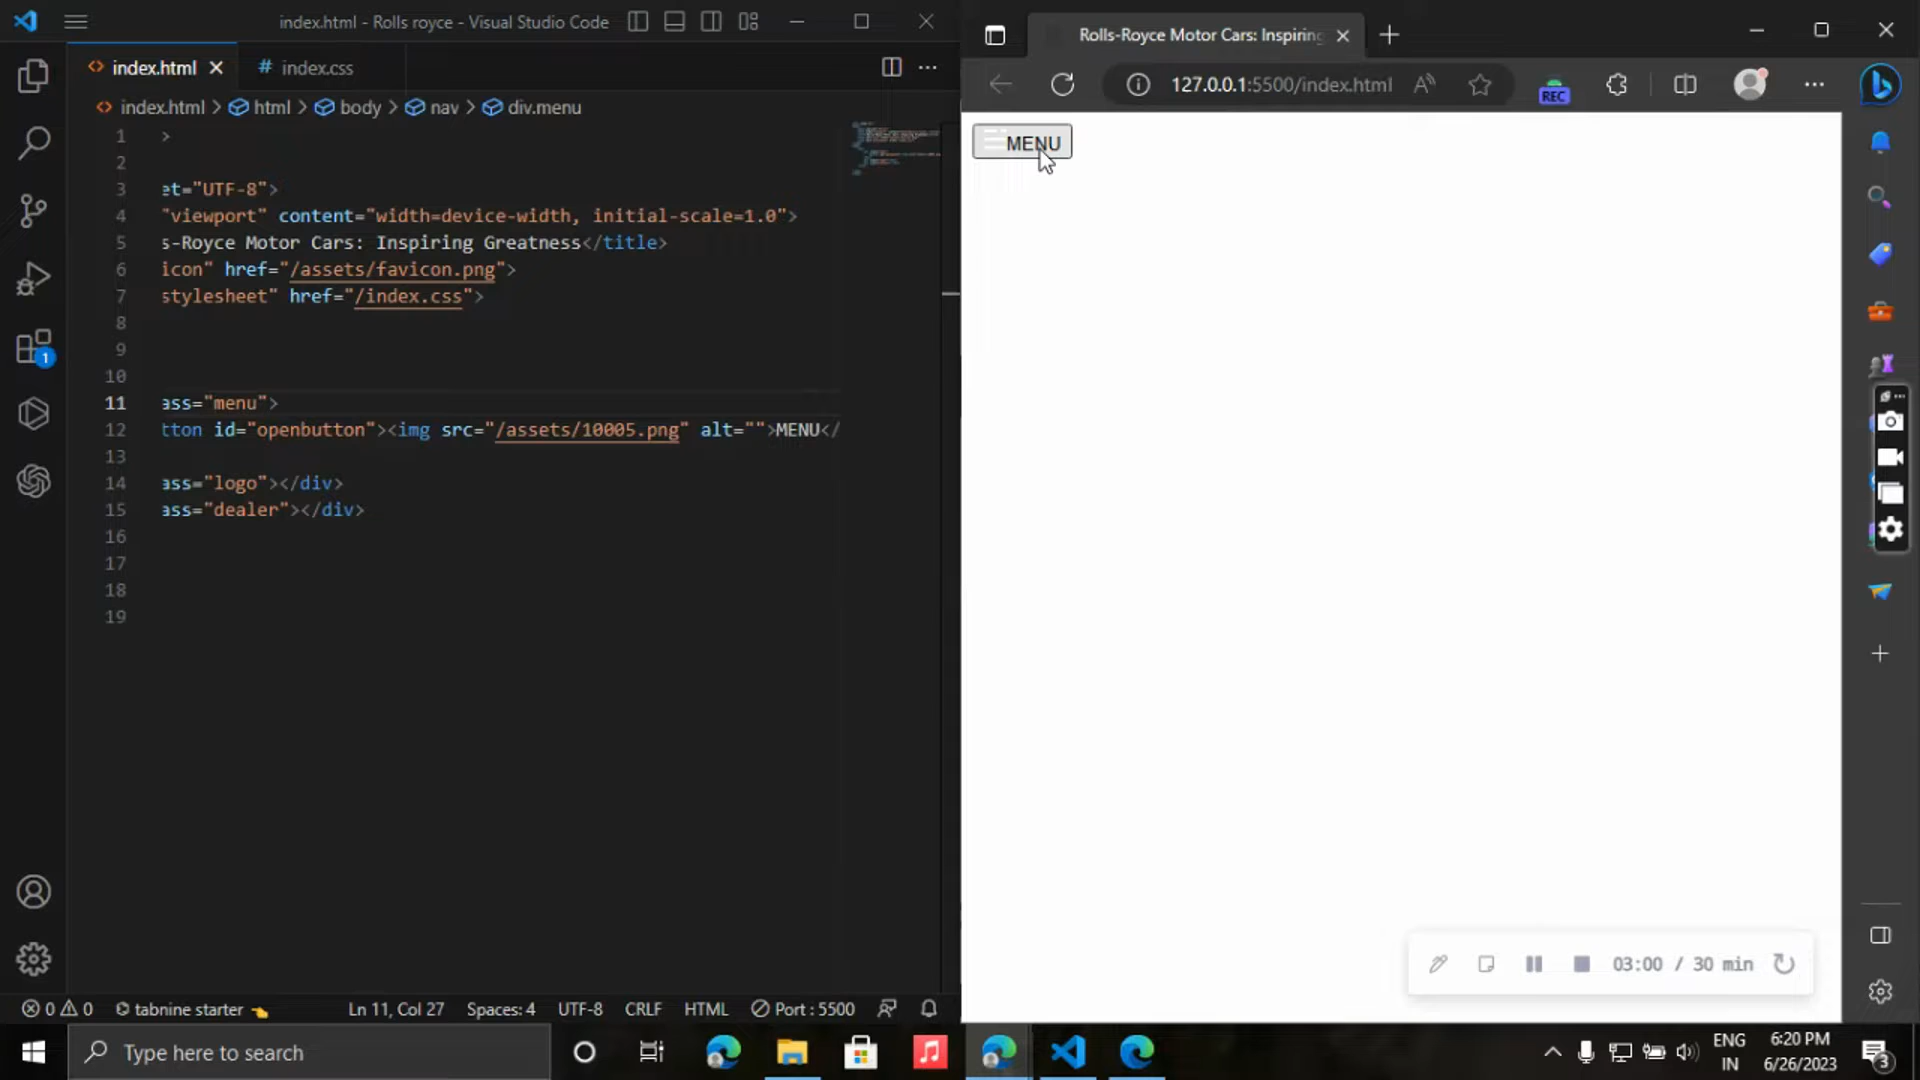 index.html - Rolls royce - Visual Studio Code
index.html
index.css
index.html > html > body > nav > div.menu
1 >
2
3 et="UTF-8">
4 "viewport" content="width=device-width, initial-scale=1.0">
5 s-Royce Motor Cars: Inspiring Greatness</title>
6 icon" href="/assets/favicon.png">
7 stylesheet" href="/index.css">
8
9
10
11 ass="menu">
12 tton id="openbutton"><img src="/assets/10005.png" alt="">MENU</
13
14 ass="logo"></div>
15 ass="dealer"></div>
16
17
18
19
1
0 0 tabnine starter Ln 11, Col 27 Spaces: 4 UTF-8 CRLF HTML Port : 5500
Rolls-Royce Motor Cars: Inspiring
127.0.0.1:5500/index.html
REC
MENU
03:00 / 30 min
Type here to search
ENG
IN
6:20 PM
6/26/2023
3